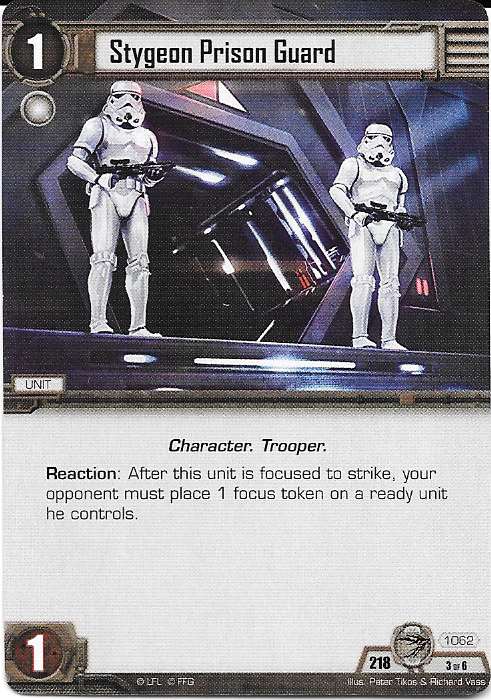 1
Stygeon Prison Guard
UNIT
Character. Trooper.
Reaction: After this unit is focused to strike, your
opponent must place 1 focus token on a ready unit
he controls.
1
218
1062
3 OF 6
© LFL © FFG
Illus. Peter Tikos & Richard Vass